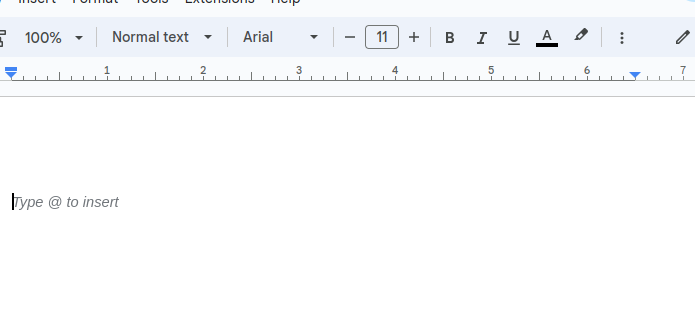 Insert Format Tools Extensions Help
100% Normal text Arial 11 B I U A
1 2 3 4 5 6 7
Type @ to insert